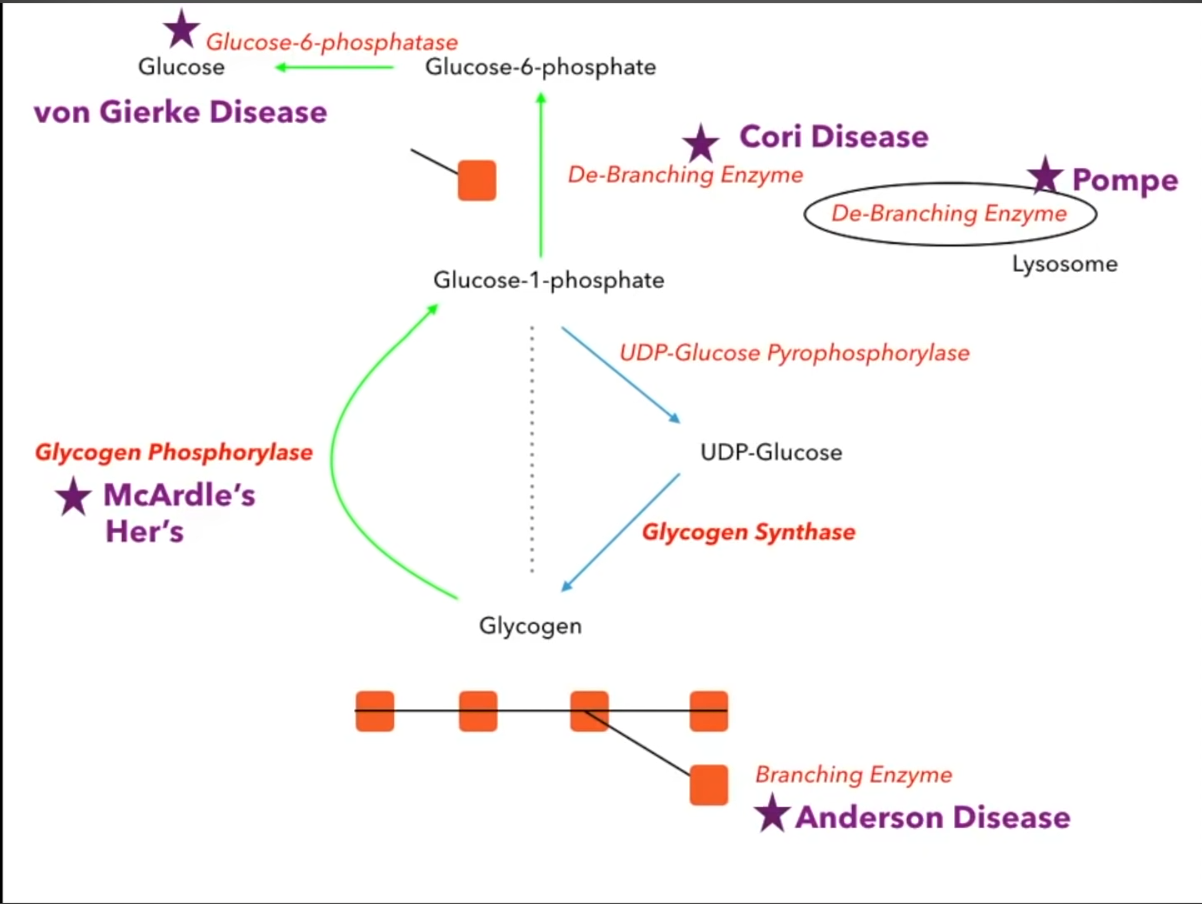 Glucose-6-phosphatase
Glucose
Glucose-6-phosphate
von Gierke Disease
Cori Disease
De-Branching Enzyme
Pompe
De-Branching Enzyme
Lysosome
Glucose-1-phosphate
UDP-Glucose Pyrophosphorylase
Glycogen Phosphorylase
UDP-Glucose
McArdle’s
Her’s
Glycogen Synthase
Glycogen
Branching Enzyme
Anderson Disease